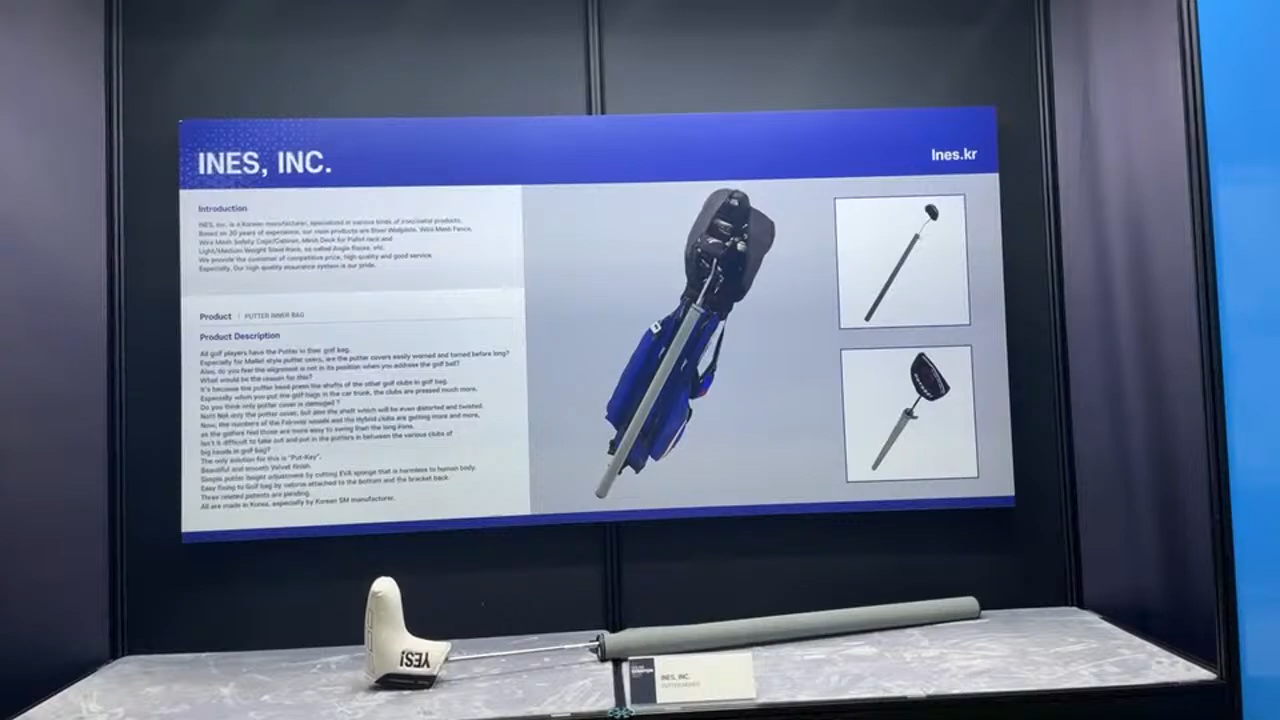 INES, INC.
Ines.kr
Introduction
INES, Inc. is a Korean manufacturer, specialized in various kinds of iron/metal products.
Based on 30 years of experience, our main products are Steel Wallplate, Wire Mesh Fence,
Wire Mesh Safety Cage/Cabinet, Mesh Deck for Pallet rack and
Light/Medium Weight Steel Rack, so called Angle Racks, etc.
We provide the customer of competitive price, high quality and good service.
Especially, Our high quality assurance system is our pride.
Product | PUTTER INNER BAG
Product Description
All golf players have the Putter in their golf bag.
Especially for Mallet style putter users, are the putter covers easily worned and torned before long?
Also, do you feel the alignment is not in its position when you address the golf ball?
What would be the reason for this?
It's because the putter head press the shafts of the other golf clubs in golf bag.
Especially when you put the golf bags in the car trunk, the clubs are pressed much more.
Do you think only putter cover is damaged ?
No!!! Not only the putter cover, but also the shaft which will be even distorted and twisted.
Now, the numbers of the Fairway woods and the Hybrid clubs are getting more and more,
as the golfers find those are more easy to swing than the long irons.
Isn't it difficult to take out and put in the putters in between the various clubs of
big heads in golf bag?
The only solution for this is "Put-Kay".
Beautiful and smooth Velvet finish.
Simple putter height adjustment by cutting EVA sponge that is harmless to human body.
Easy fixing to Golf bag by velcros attached to the bottom and the bracket back.
Three related patents are pending.
All are made in Korea, especially by Korean SM manufacturer.
YES!
INES, INC.